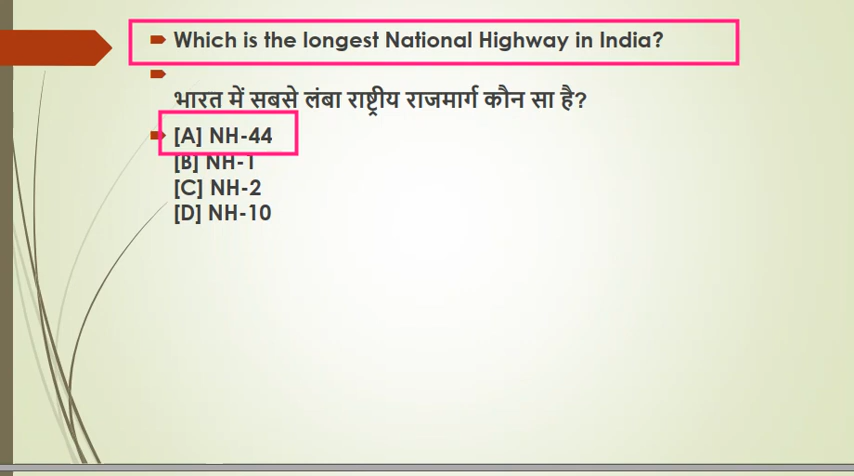 Which is the longest National Highway in India?
भारत में सबसे लंबा राष्ट्रीय राजमार्ग कौन सा है?
[A] NH-44
[B] NH-1
[C] NH-2
[D] NH-10